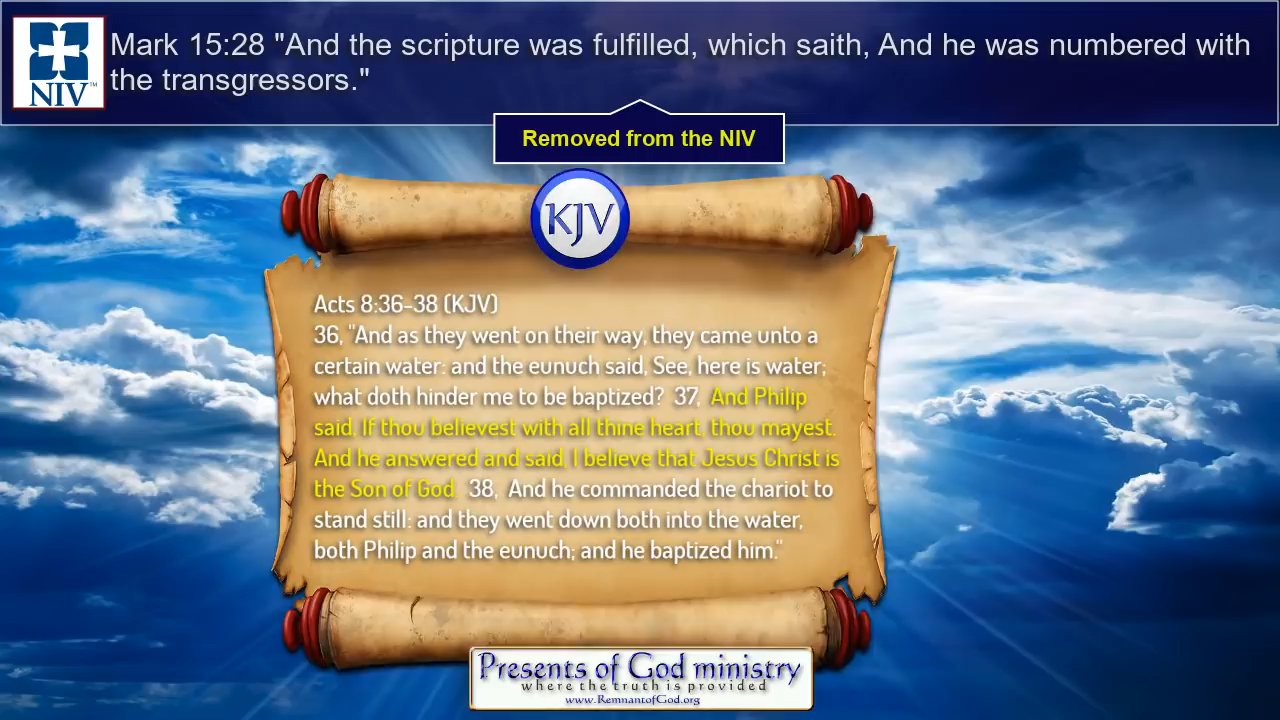 Mark 15:28 "And the scripture was fulfilled, which saith, And he was numbered with
the transgressors."
NIV™
Removed from the NIV
KJV
Acts 8:36-38 (KJV)
36, "And as they went on their way, they came unto a
certain water: and the eunuch said, See, here is water;
what doth hinder me to be baptized? 37, And Philip
said, If thou believest with all thine heart, thou mayest.
And he answered and said, I believe that Jesus Christ is
the Son of God. 38, And he commanded the chariot to
stand still: and they went down both into the water,
both Philip and the eunuch; and he baptized him."
Presents of God ministry
where the truth is provided
www.RemnantofGod.org